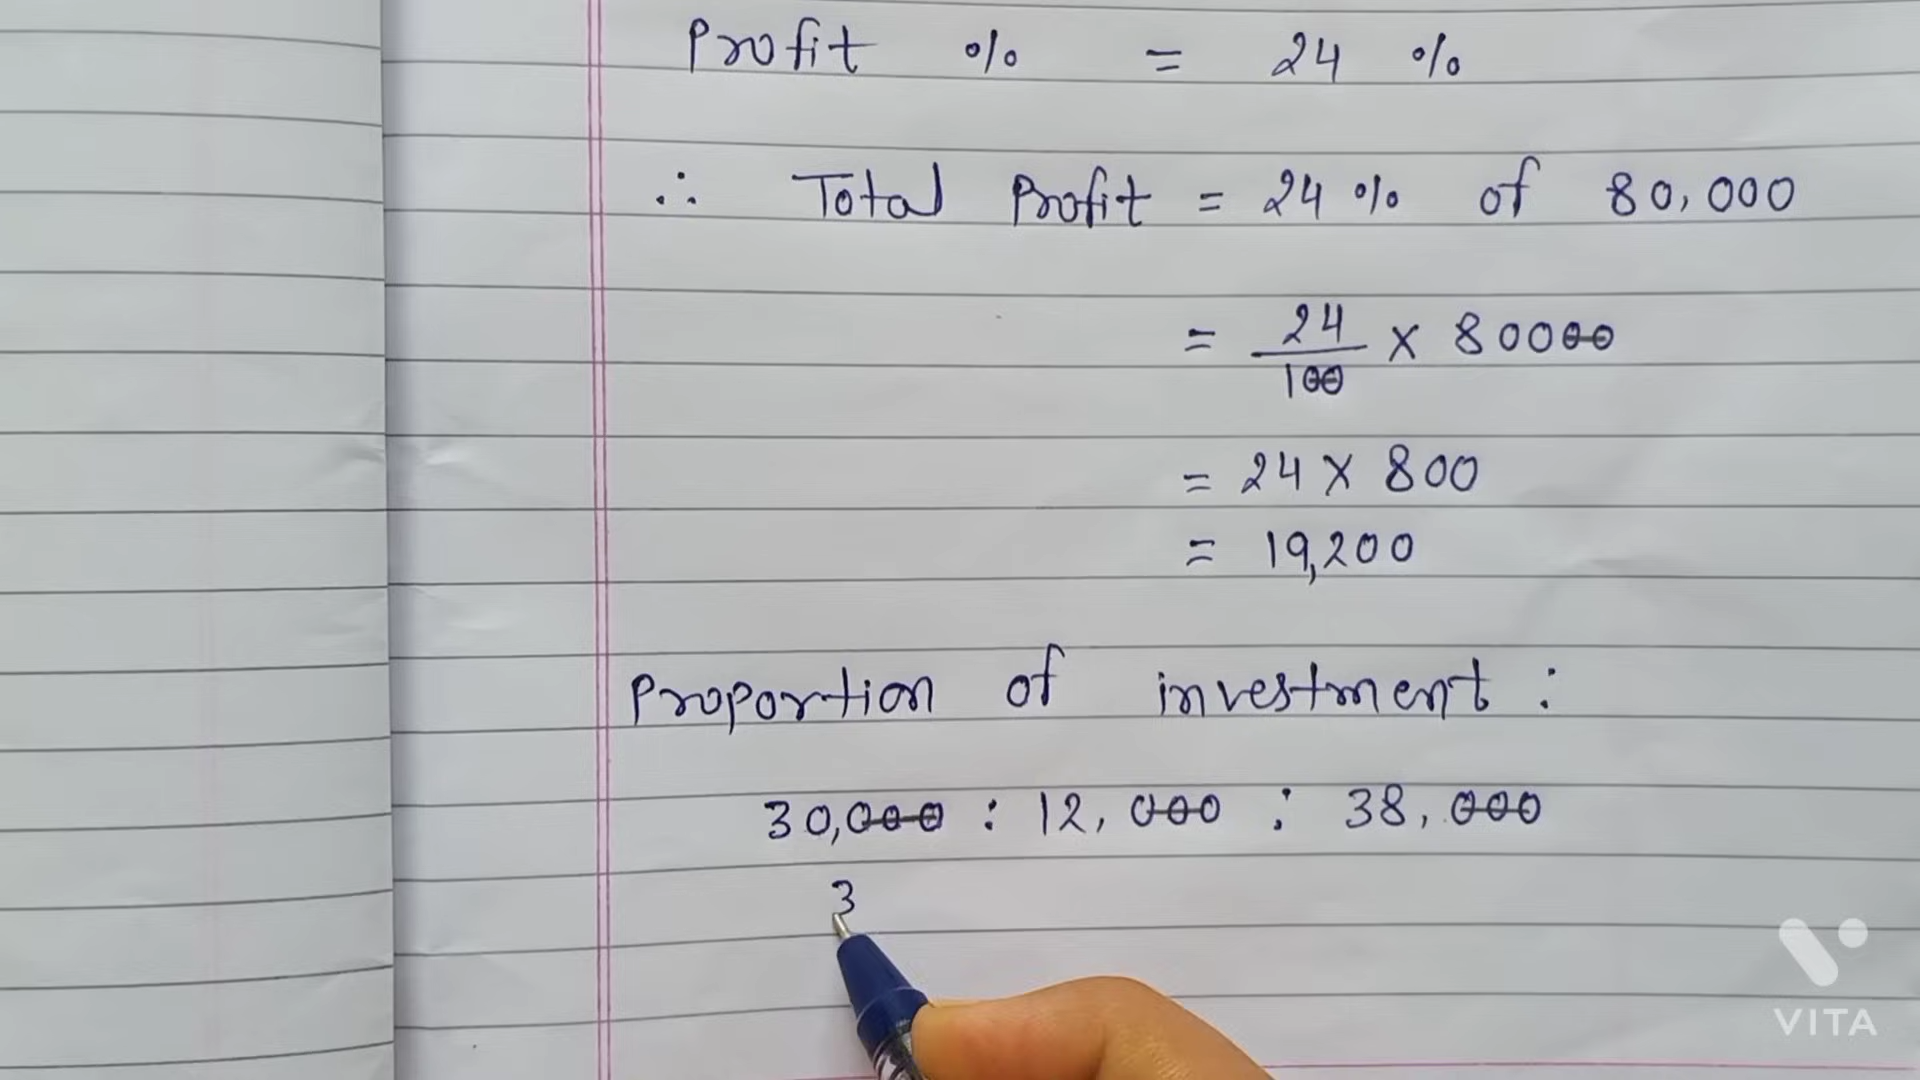 Profit % = 24 %
∴ Total Profit = 24 % of 80,000
= 24/100 × 80000
= 24 × 800
= 19,200
Proportion of investment :
30,000 : 12,000 : 38,000
3
VITA